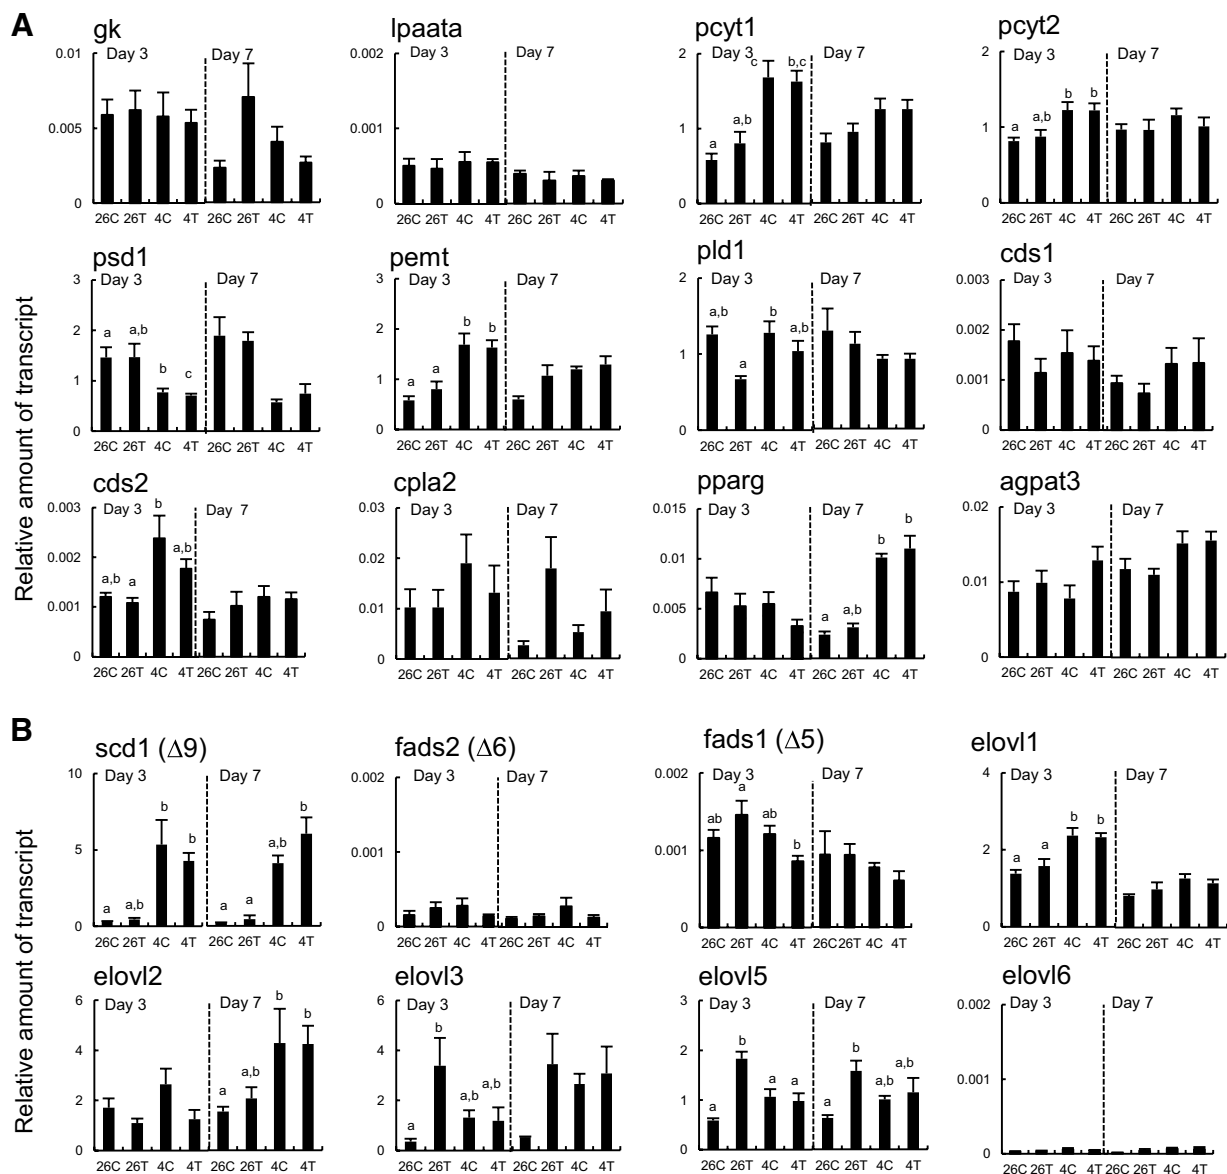 A
gk
lpaata
pcyt1
pcyt2
0.01
Day 3
Day 7
0.005
0
26C 26T 4C 4T 26C 26T 4C 4T
0.002
Day 3
Day 7
0.001
0
26C 26T 4C 4T 26C 26T 4C 4T
2
Day 3
Day 7
1
0
a a,b c b,c
26C 26T 4C 4T 26C 26T 4C 4T
2
Day 3
Day 7
1
0
a a,b b b
26C 26T 4C 4T 26C 26T 4C 4T
Relative amount of transcript
psd1
pemt
pld1
cds1
3
Day 3
Day 7
2
1
0
a a,b b c
26C 26T 4C 4T 26C 26T 4C 4T
3
Day 3
Day 7
2
1
0
a a b b
26C 26T 4C 4T 26C 26T 4C 4T
2
Day 3
Day 7
1
0
a,b a b a,b
26C 26T 4C 4T 26C 26T 4C 4T
0.003
Day 3
Day 7
0.002
0.001
0
26C 26T 4C 4T 26C 26T 4C 4T
cds2
cpla2
pparg
agpat3
0.003
Day 3
Day 7
0.002
0.001
0
a,b a b a,b
26C 26T 4C 4T 26C 26T 4C 4T
0.03
Day 3
Day 7
0.02
0.01
0
26C 26T 4C 4T 26C 26T 4C 4T
0.015
Day 3
Day 7
0.01
0.005
0
a a,b b b
26C 26T 4C 4T 26C 26T 4C 4T
0.02
Day 3
Day 7
0.01
0
26C 26T 4C 4T 26C 26T 4C 4T
B
scd1 (Δ9)
fads2 (Δ6)
fads1 (Δ5)
elovl1
10
Day 3
Day 7
5
0
a a,b b b a a a,b b
26C 26T 4C 4T 26C 26T 4C 4T
0.002
Day 3
Day 7
0.001
0
26C 26T 4C 4T 26C 26T 4C 4T
0.002
Day 3
Day 7
0.001
0
ab a ab b
26C 26T 4C 4T 26C 26T 4C 4T
4
Day 3
Day 7
2
0
a a b b
26C 26T 4C 4T 26C 26T 4C 4T
Relative amount of transcript
elovl2
elovl3
elovl5
elovl6
6
Day 3
Day 7
4
2
0
a a,b b b
26C 26T 4C 4T 26C 26T 4C 4T
6
Day 3
Day 7
4
2
0
a b a,b a,b
26C 26T 4C 4T 26C 26T 4C 4T
3
Day 3
Day 7
2
1
0
a b a a a b a,b a,b
26C 26T 4C 4T 26C 26T 4C 4T
0.002
Day 3
Day 7
0.001
0
26C 26T 4C 4T 26C 26T 4C 4T